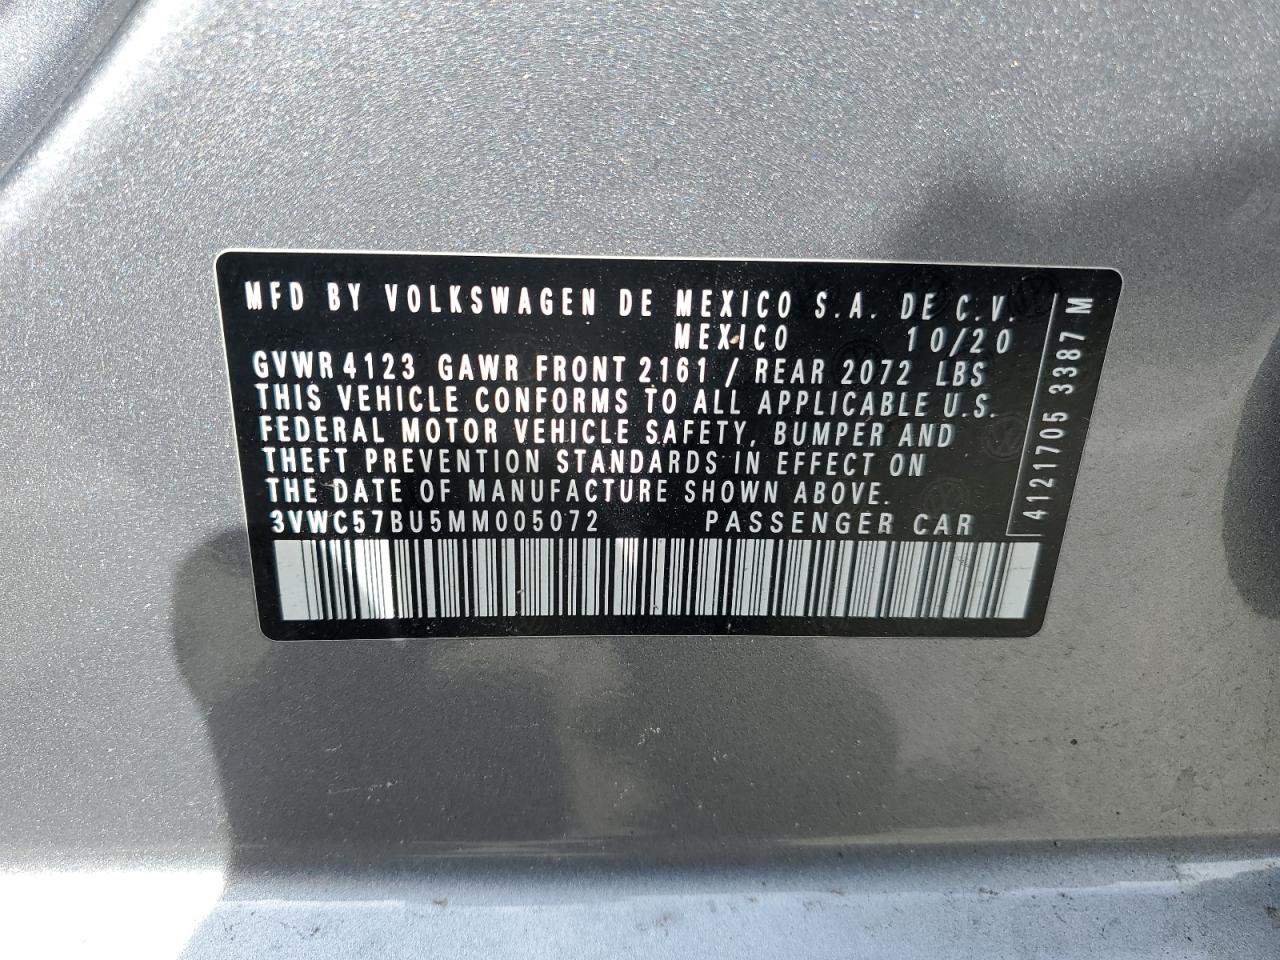 MFD BY VOLKSWAGEN DE MEXICO S.A. DE C.V.
MEXICO 10/20
GVWR 4123 GAWR FRONT 2161 / REAR 2072 LBS
THIS VEHICLE CONFORMS TO ALL APPLICABLE U.S.
FEDERAL MOTOR VEHICLE SAFETY, BUMPER AND
THEFT PREVENTION STANDARDS IN EFFECT ON
THE DATE OF MANUFACTURE SHOWN ABOVE.
3VWC57BU5MM005072 PASSENGER CAR
4121705 3387 M